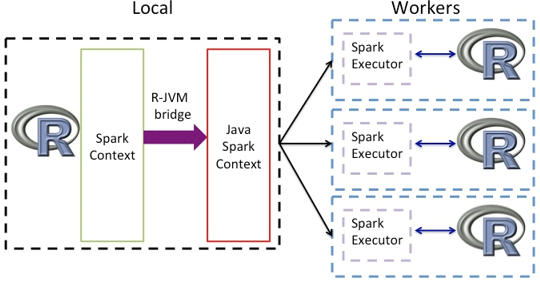 Local
Workers
R
Spark
Context
R-JVM
bridge
Java
Spark
Context
Spark
Executor
R
Spark
Executor
R
Spark
Executor
R